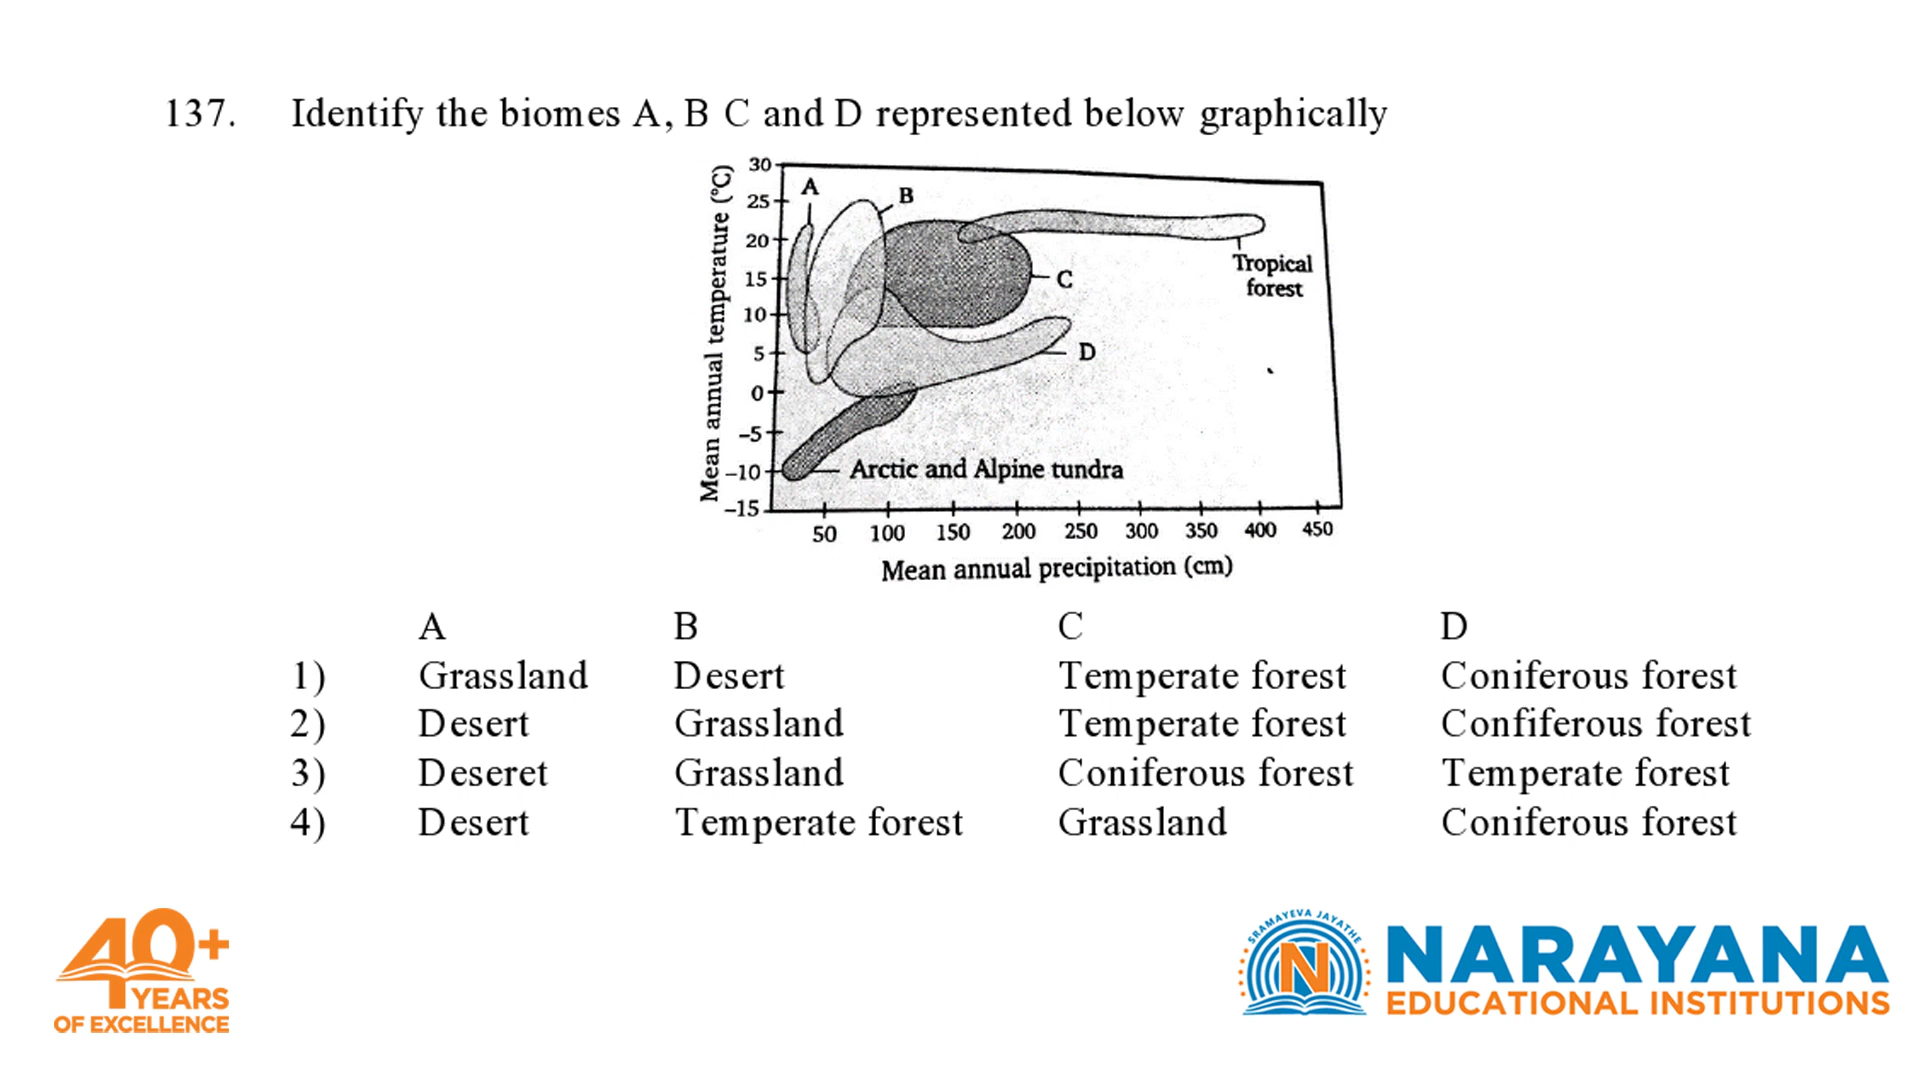 137. Identify the biomes A, B C and D represented below graphically
Mean annual temperature (°C)
30
25
20
15
10
5
0
-5
-10
-15
A
B
C
D
Tropical
forest
Arctic and Alpine tundra
50 100 150 200 250 300 350 400 450
Mean annual precipitation (cm)
A B C D
1) Grassland Desert Temperate forest Coniferous forest
2) Desert Grassland Temperate forest Confiferous forest
3) Deseret Grassland Coniferous forest Temperate forest
4) Desert Temperate forest Grassland Coniferous forest
40+
YEARS
OF EXCELLENCE
SRAMAYEVA JAYATHE
N
NARAYANA
EDUCATIONAL INSTITUTIONS